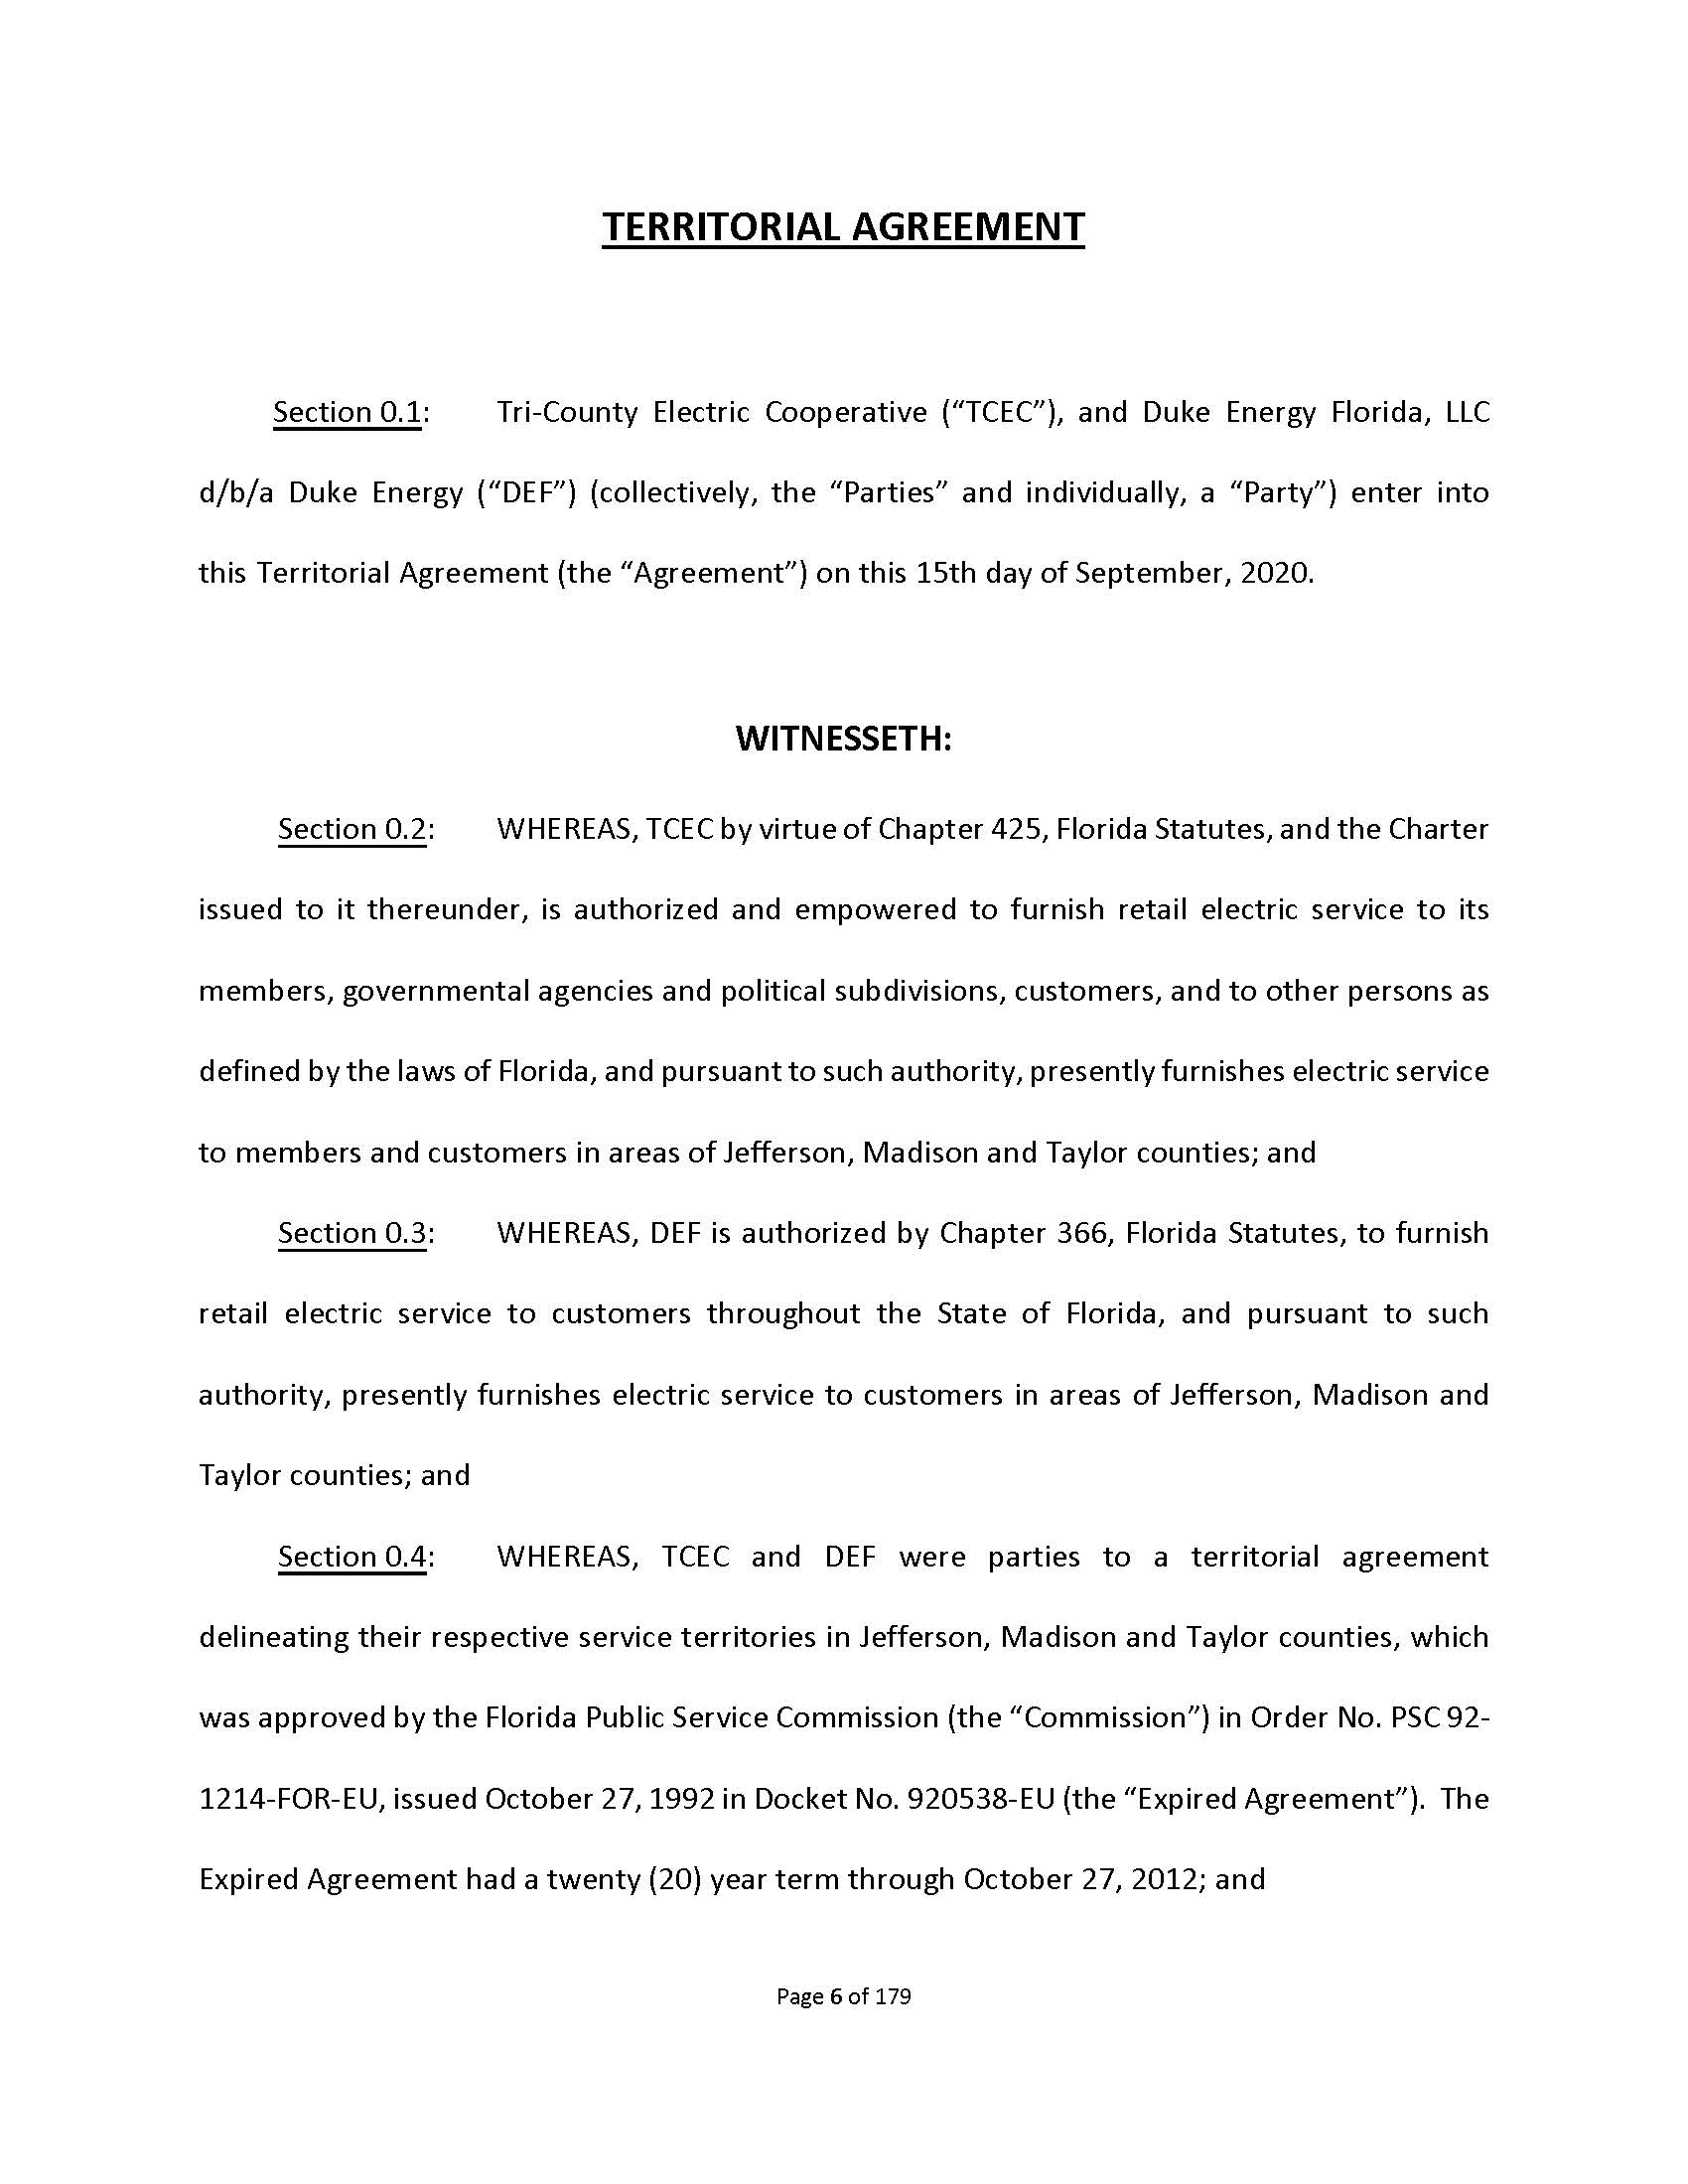 TERRITORIAL AGREEMENT
Section 0.1: Tri-County Electric Cooperative (“TCEC”), and Duke Energy Florida, LLC
d/b/a Duke Energy (“DEF”) (collectively, the “Parties” and individually, a “Party”) enter into
this Territorial Agreement (the “Agreement”) on this 15th day of September, 2020.
WITNESSETH:
Section 0.2: WHEREAS, TCEC by virtue of Chapter 425, Florida Statutes, and the Charter
issued to it thereunder, is authorized and empowered to furnish retail electric service to its
members, governmental agencies and political subdivisions, customers, and to other persons as
defined by the laws of Florida, and pursuant to such authority, presently furnishes electric service
to members and customers in areas of Jefferson, Madison and Taylor counties; and
Section 0.3: WHEREAS, DEF is authorized by Chapter 366, Florida Statutes, to furnish
retail electric service to customers throughout the State of Florida, and pursuant to such
authority, presently furnishes electric service to customers in areas of Jefferson, Madison and
Taylor counties; and
Section 0.4: WHEREAS, TCEC and DEF were parties to a territorial agreement
delineating their respective service territories in Jefferson, Madison and Taylor counties, which
was approved by the Florida Public Service Commission (the “Commission”) in Order No. PSC 92-
1214-FOR-EU, issued October 27, 1992 in Docket No. 920538-EU (the “Expired Agreement”). The
Expired Agreement had a twenty (20) year term through October 27, 2012; and
Page 6 of 179